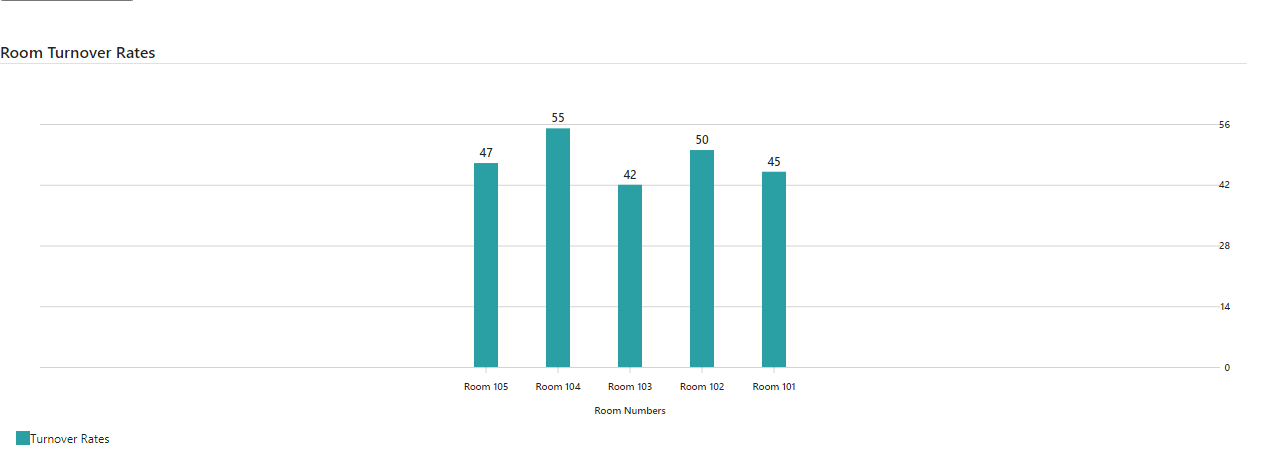 Room Turnover Rates
55
50
47
45
42
56
42
28
14
0
Room 105
Room 104
Room 103
Room 102
Room 101
Room Numbers
Turnover Rates